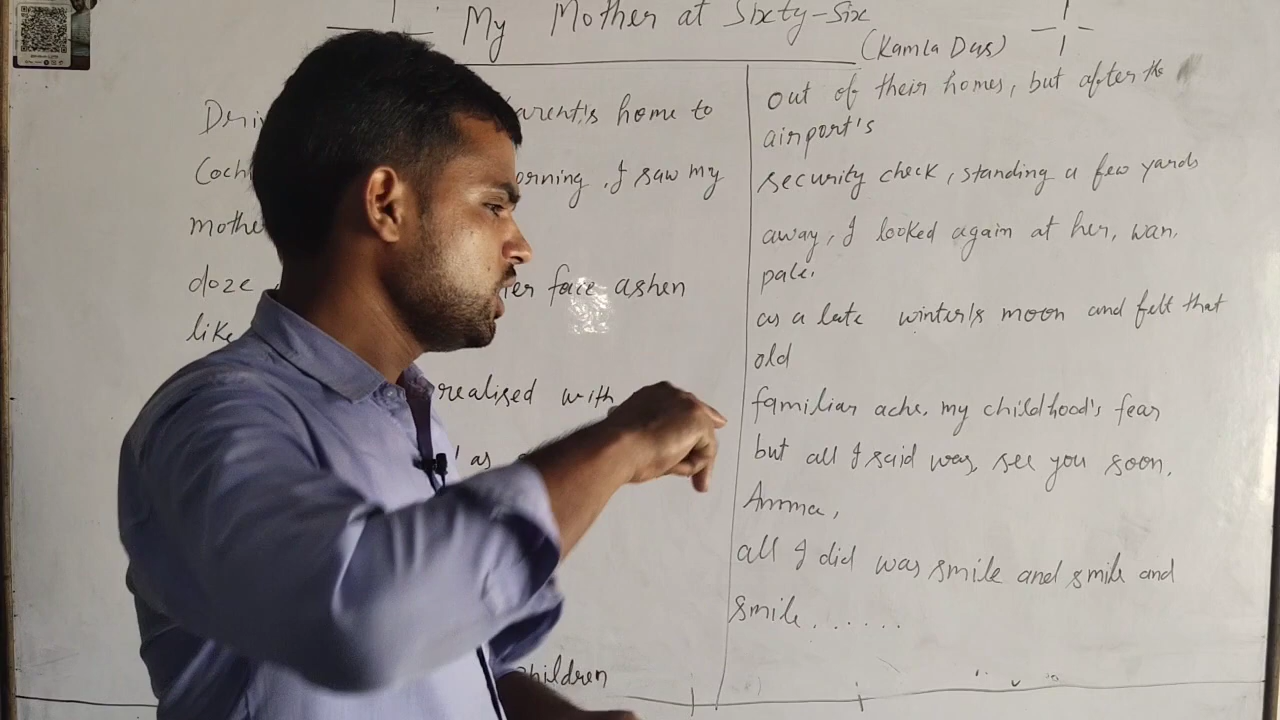 My Mother at Sixty-Six
(Kamla Das)
arent's home to
orning, I saw my
mothe
doze
face ashen
like
realised with
as
children
out of their homes, but after the
airport's
security check, standing a few yards
away, I looked again at her, wan,
pale,
as a late winter's moon and felt that
old
familiar ache, my childhood's fear
but all I said was, see you soon,
Amma,
all I did was smile and smile and
smile......